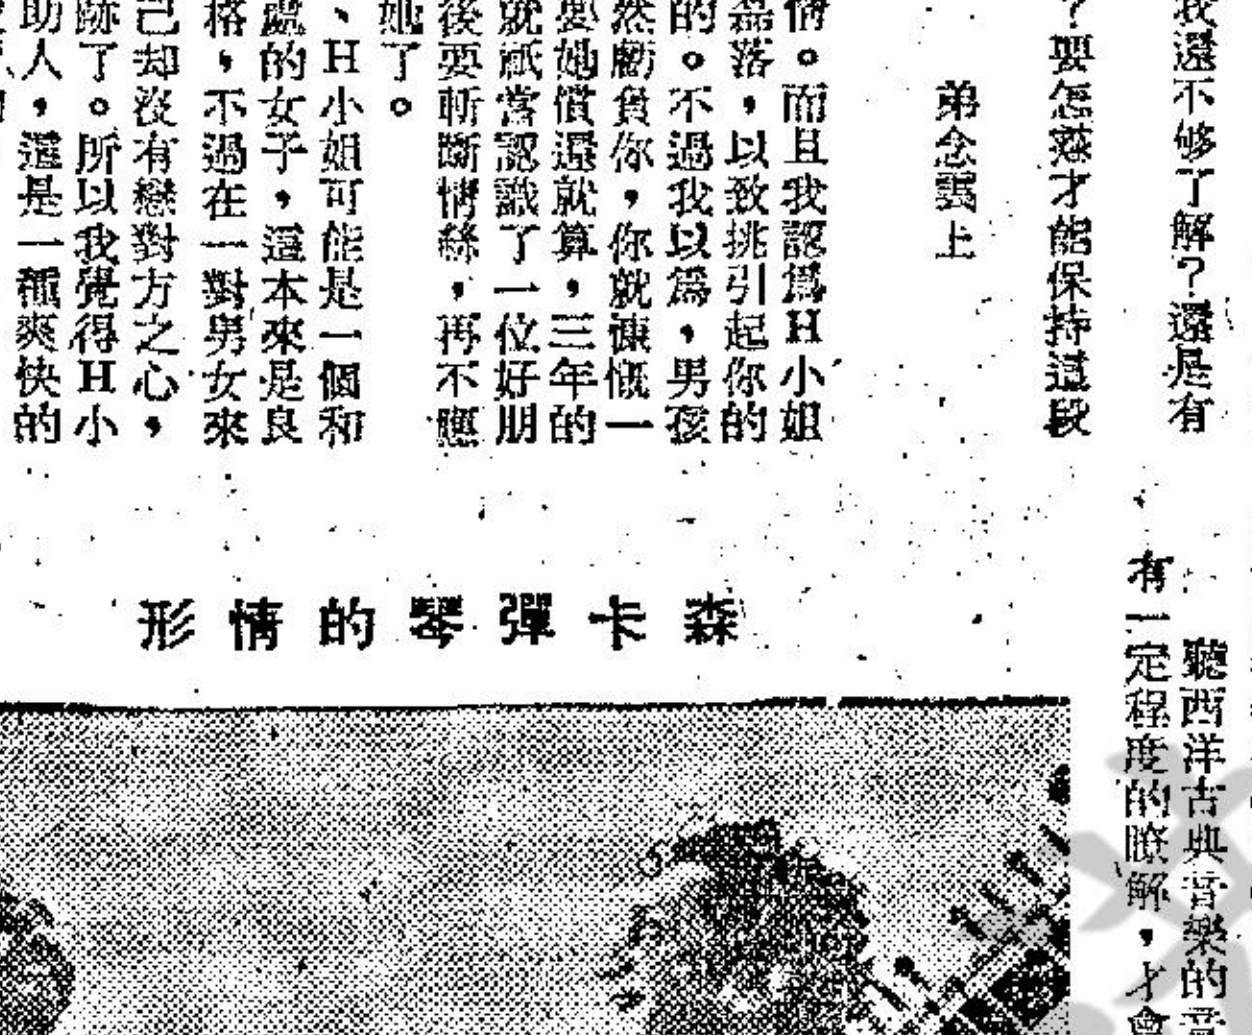 我還不够了解？還是有
？要怎樣才能保持這段
弟念雲上
情。而且我認爲H小姐
磊落，以致挑引起你的
的。不過我以爲，男孩
然虧負你，你就慷慨一
要她償還就算，三年的
就祇當認識了一位好朋
後要斬斷情絲，再不應
她了。
、H小姐可能是一個和
處的女子，這本來是良
格，不過在一對男女來
己却沒有戀對方之心，
跡了。所以我覺得H小
助人，還是一種爽快的
森卡彈琴的情形
聽西洋古典音樂的
有一定程度的瞭解，才會